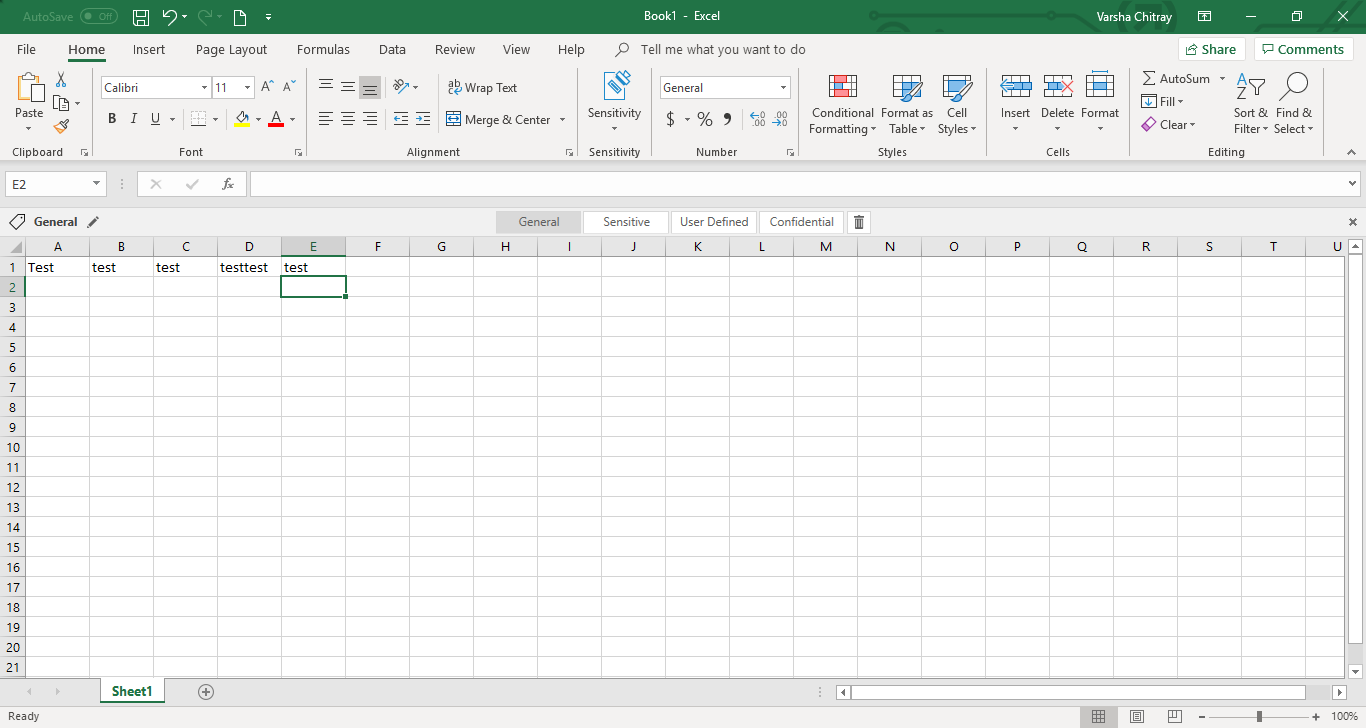 AutoSave Off Book1 - Excel Varsha Chitray
File Home Insert Page Layout Formulas Data Review View Help Tell me what you want to do Share Comments
Calibri 11 Wrap Text General AutoSum
Paste Sensitivity Conditional Format as Cell Insert Delete Format Fill Sort & Find &
B I U A Merge & Center $ % Formatting Table Styles Clear Filter Select
Clipboard Font Alignment Sensitivity Number Styles Cells Editing
E2 fx
General General Sensitive User Defined Confidential
A B C D E F G H I J K L M N O P Q R S T U
1 Test test test testtest test
2
3
4
5
6
7
8
9
10
11
12
13
14
15
16
17
18
19
20
21
Sheet1
Ready 100%